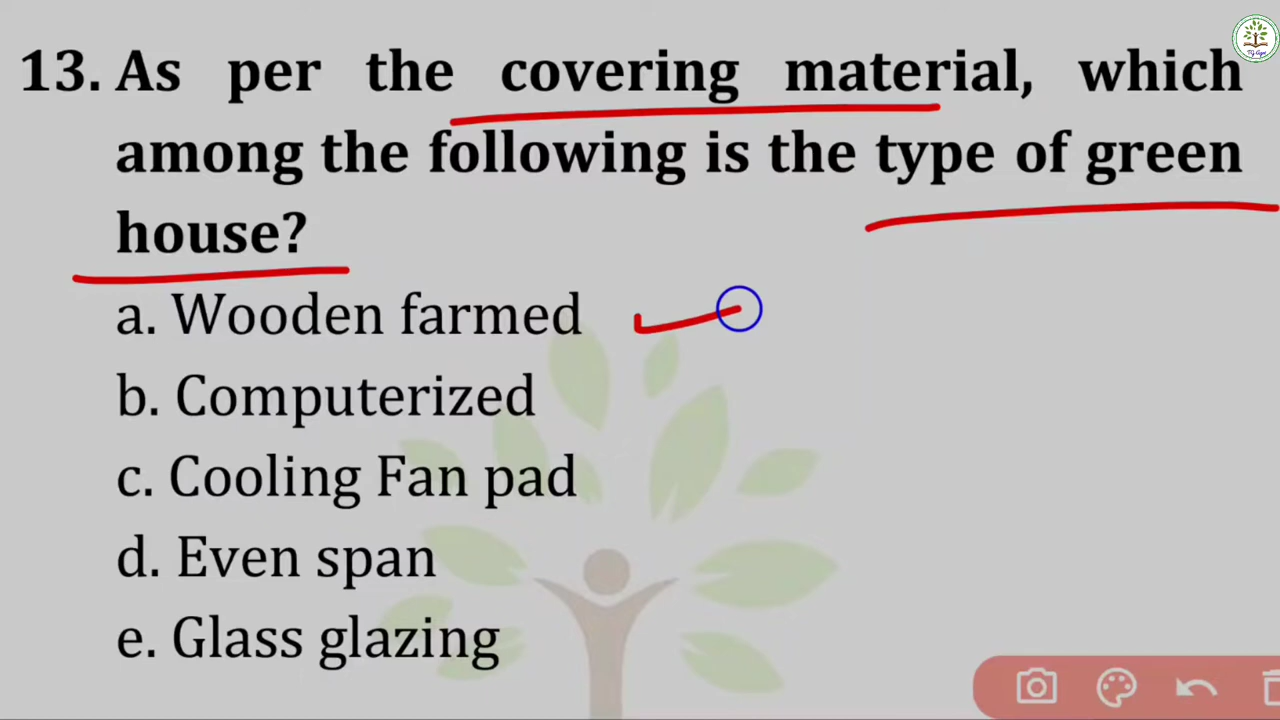 13. As per the covering material, which
among the following is the type of green
house?
a. Wooden farmed
b. Computerized
c. Cooling Fan pad
d. Even span
e. Glass glazing